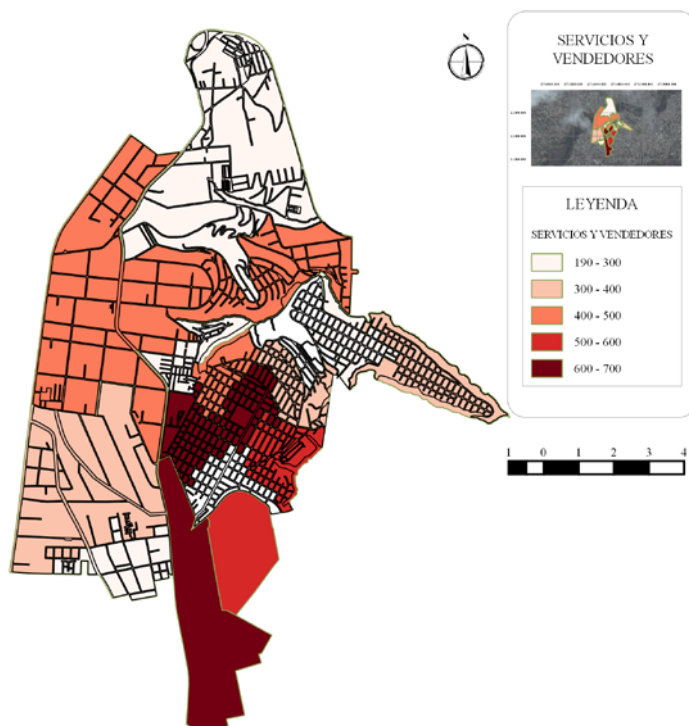 SERVICIOS Y
VENDEDORES
LEYENDA
SERVICIOS Y VENDEDORES
190 - 300
300 - 400
400 - 500
500 - 600
600 - 700
1 0 1 2 3 4